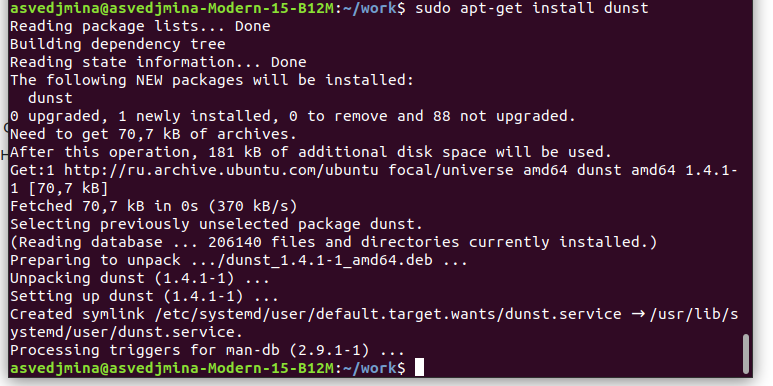 asvedjmina@asvedjmina-Modern-15-B12M:~/work$ sudo apt-get install dunst
Reading package lists... Done
Building dependency tree
Reading state information... Done
The following NEW packages will be installed:
  dunst
0 upgraded, 1 newly installed, 0 to remove and 88 not upgraded.
Need to get 70,7 kB of archives.
After this operation, 181 kB of additional disk space will be used.
Get:1 http://ru.archive.ubuntu.com/ubuntu focal/universe amd64 dunst amd64 1.4.1-
1 [70,7 kB]
Fetched 70,7 kB in 0s (370 kB/s)
Selecting previously unselected package dunst.
(Reading database ... 206140 files and directories currently installed.)
Preparing to unpack .../dunst_1.4.1-1_amd64.deb ...
Unpacking dunst (1.4.1-1) ...
Setting up dunst (1.4.1-1) ...
Created symlink /etc/systemd/user/default.target.wants/dunst.service → /usr/lib/s
ystemd/user/dunst.service.
Processing triggers for man-db (2.9.1-1) ...
asvedjmina@asvedjmina-Modern-15-B12M:~/work$